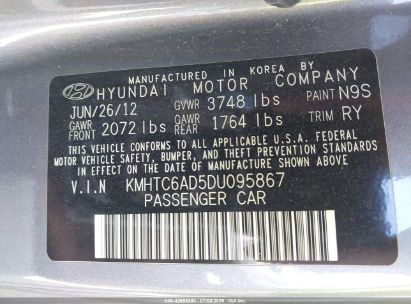 MANUFACTURED IN KOREA BY
HYUNDAI MOTOR COMPANY
JUN/26/12 GVWR 3748 lbs PAINT N9S
GAWR FRONT 2072 lbs GAWR REAR 1764 lbs TRIM RY
THIS VEHICLE CONFORMS TO ALL APPLICABLE U.S.A. FEDERAL
MOTOR VEHICLE SAFETY, BUMPER, AND THEFT PREVENTION STANDARDS
IN EFFECT ON THE DATE OF MANUFACTURE SHOWN ABOVE.
V.I.N KMHTC6AD5DU095867
PASSENGER CAR